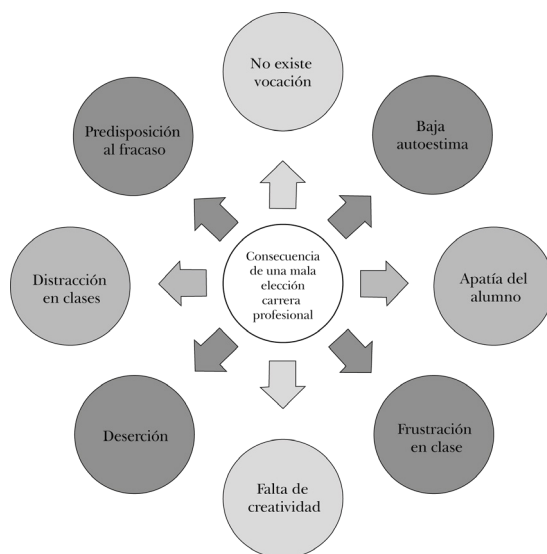 No existe
vocación
Baja
autoestima
Apatía del
alumno
Frustración
en clase
Falta de
creatividad
Deserción
Distracción
en clases
Predisposición
al fracaso
Consecuencia
de una mala
elección
carrera
profesional